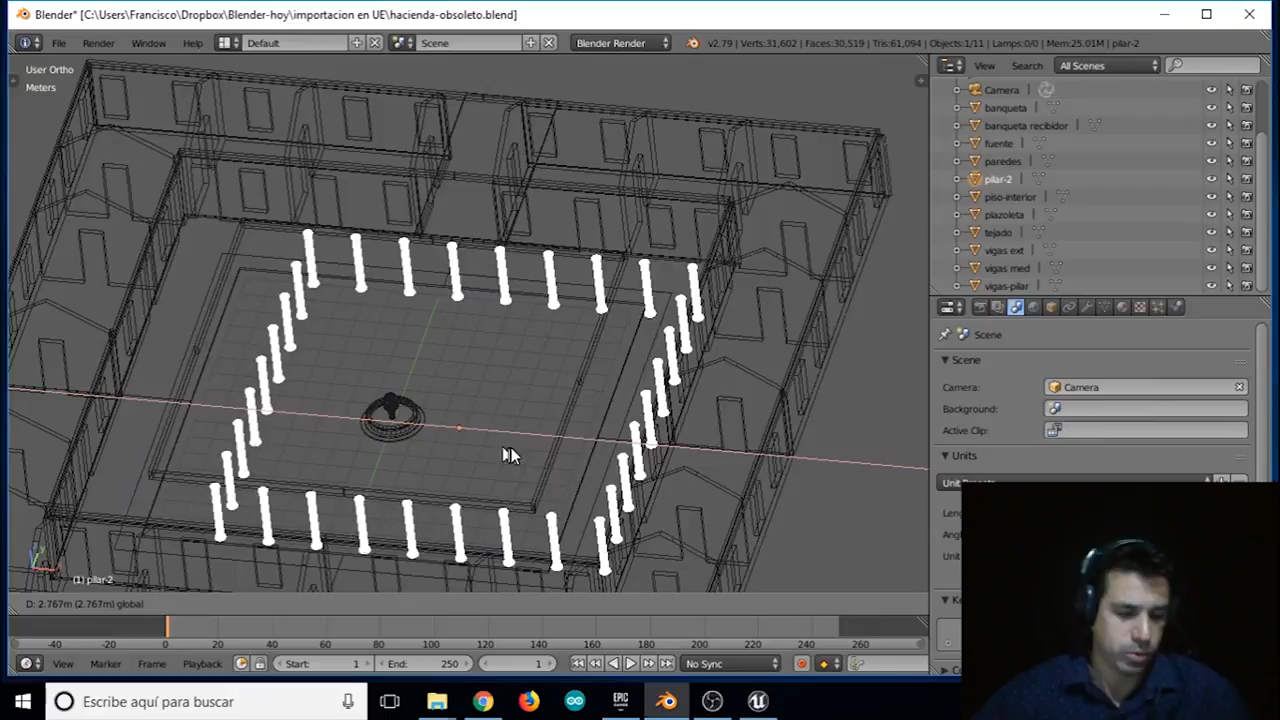 Blender* [C:\Users\Francisco\Dropbox\Blender-hoy\importacion en UE\hacienda-obsoleto.blend]
File Render Window Help Default Scene Blender Render v2.79 | Verts:31,602 | Faces:30,519 | Tris:61,094 | Objects:1/11 | Lamps:0/0 | Mem:25.01M | pilar-2
User Ortho
Meters
View Search All Scenes
Camera
banqueta
banqueta recibidor
fuente
paredes
pilar-2
piso-interior
plazoleta
tejado
vigas ext
vigas med
vigas-pilar
Scene
Scene
Camera: Camera
Background:
Active Clip:
Units
(1) pilar-2
D: 2.767m (2.767m) global)
-40 -20 0 20 40 60 80 100 120 140 160 180 200 220 240 260
View Marker Frame Playback Start: 1 End: 250 1 No Sync
Escribe aquí para buscar
EPIC
GAMES